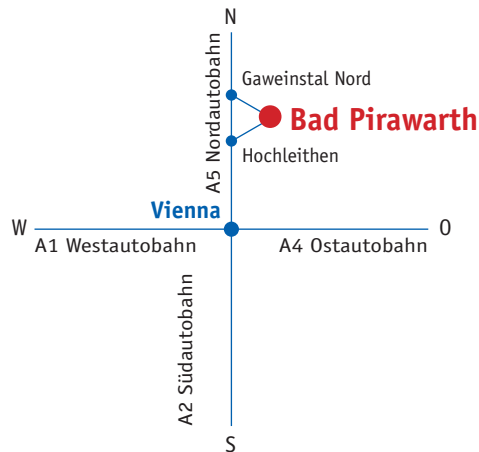 N
Gaweinstal Nord
Bad Pirawarth
Hochleithen
A5 Nordautobahn
Vienna
W
O
A1 Westautobahn
A4 Ostautobahn
A2 Südautobahn
S